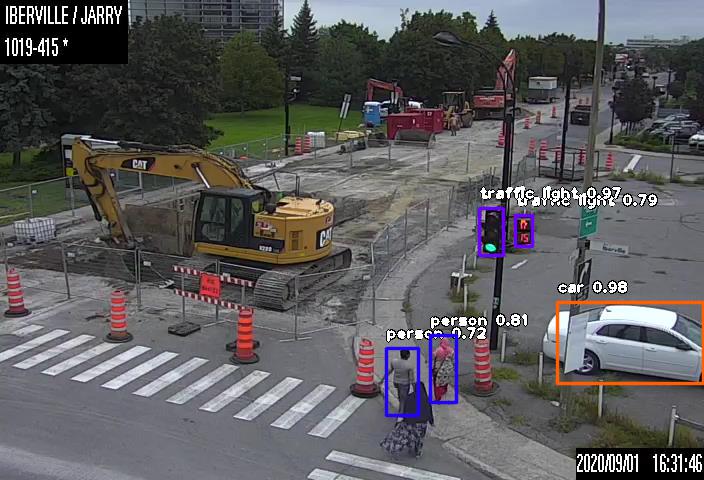 IBERVILLE / JARRY
1019-415 *
CAT
traffic light 0.97
traffic light 0.79
15
car 0.98
person 0.81
person 0.72
CAT
2020/09/01 16:31:46